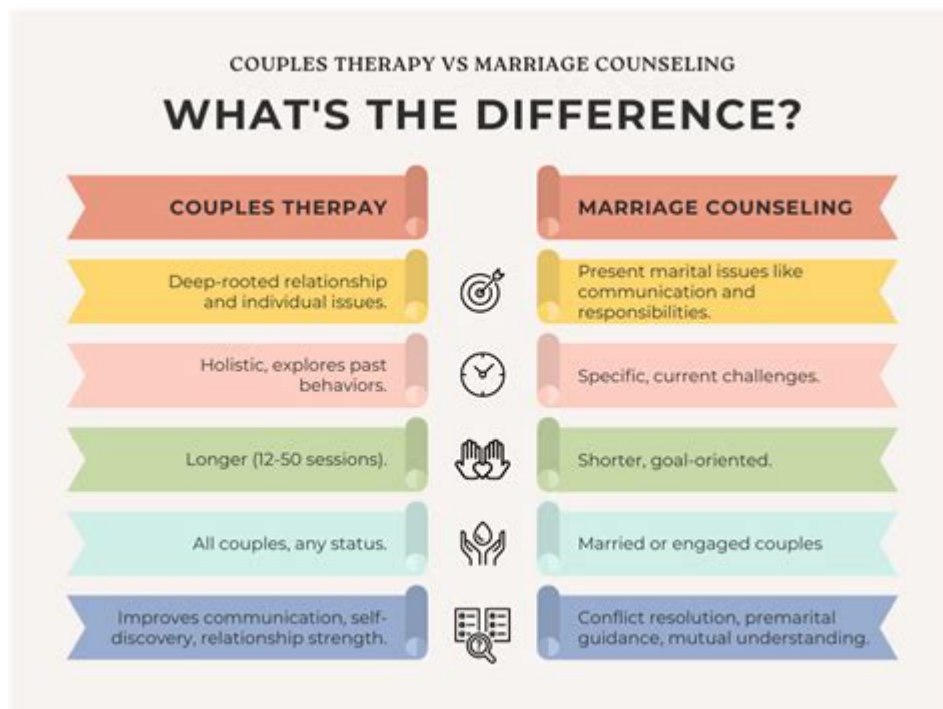 COUPLES THERAPY VS MARRIAGE COUNSELING
WHAT'S THE DIFFERENCE?
COUPLES THERPAY
MARRIAGE COUNSELING
Deep-rooted relationship
and individual issues.
Present marital issues like
communication and
responsibilities.
Holistic, explores past
behaviors.
Specific, current challenges.
Longer (12-50 sessions).
Shorter, goal-oriented.
All couples, any status.
Married or engaged couples
Improves communication, self-
discovery, relationship strength.
Conflict resolution, premarital
guidance, mutual understanding.